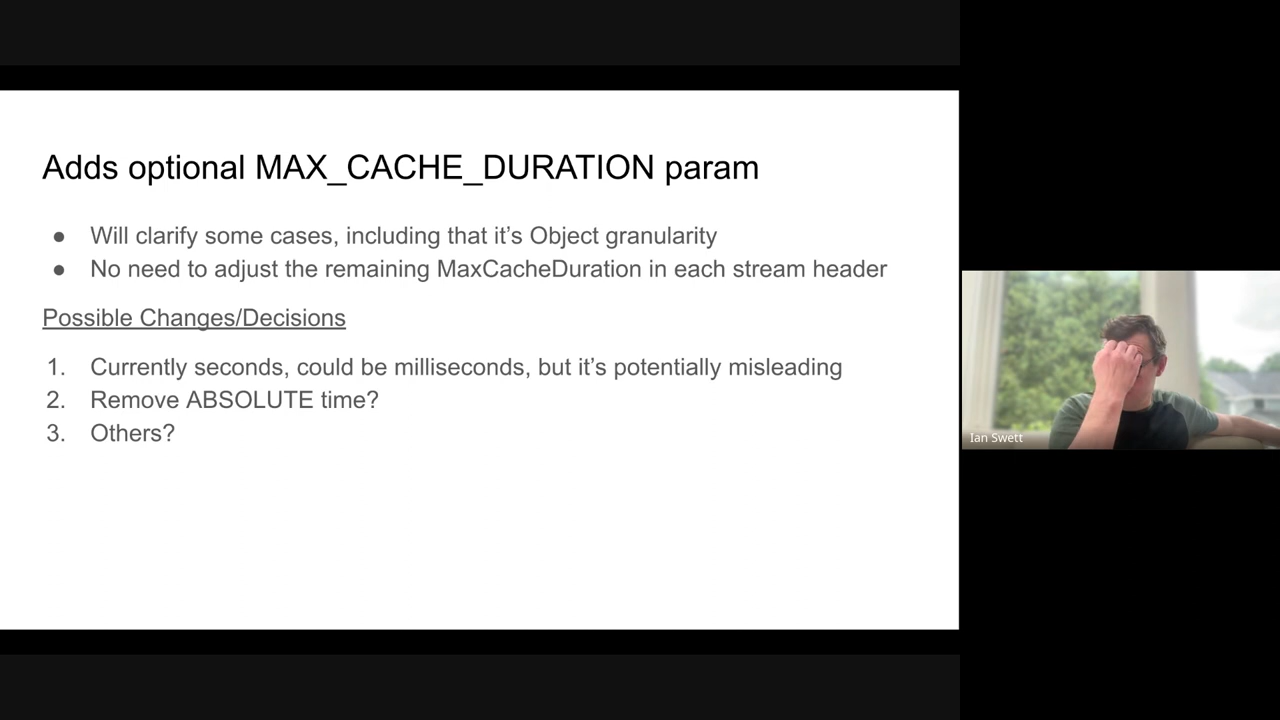 Adds optional MAX_CACHE_DURATION param
● Will clarify some cases, including that it’s Object granularity
● No need to adjust the remaining MaxCacheDuration in each stream header
Possible Changes/Decisions
1. Currently seconds, could be milliseconds, but it’s potentially misleading
2. Remove ABSOLUTE time?
3. Others?
Ian Swett